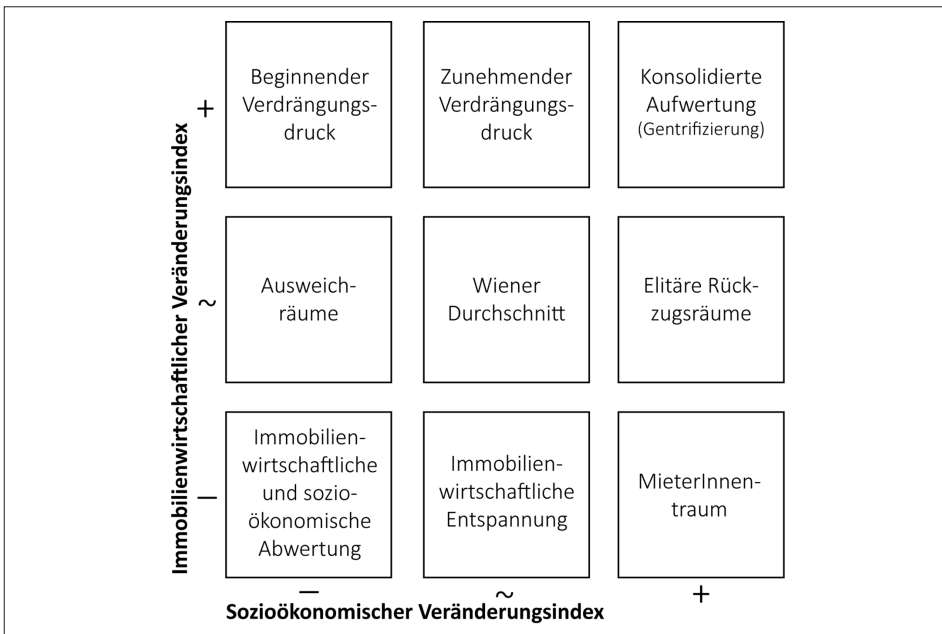 Immobilienwirtschaftlicher Veränderungsindex
+
Beginnender
Verdrängungs-
druck
Zunehmender
Verdrängungs-
druck
Konsolidierte
Aufwertung
(Gentrifizierung)
~
Ausweich-
räume
Wiener
Durchschnitt
Elitäre Rück-
zugsräume
—
Immobilien-
wirtschaftliche
und sozio-
ökonomische
Abwertung
Immobilien-
wirtschaftliche
Entspannung
MieterInnen-
traum
— ~ +
Sozioökonomischer Veränderungsindex